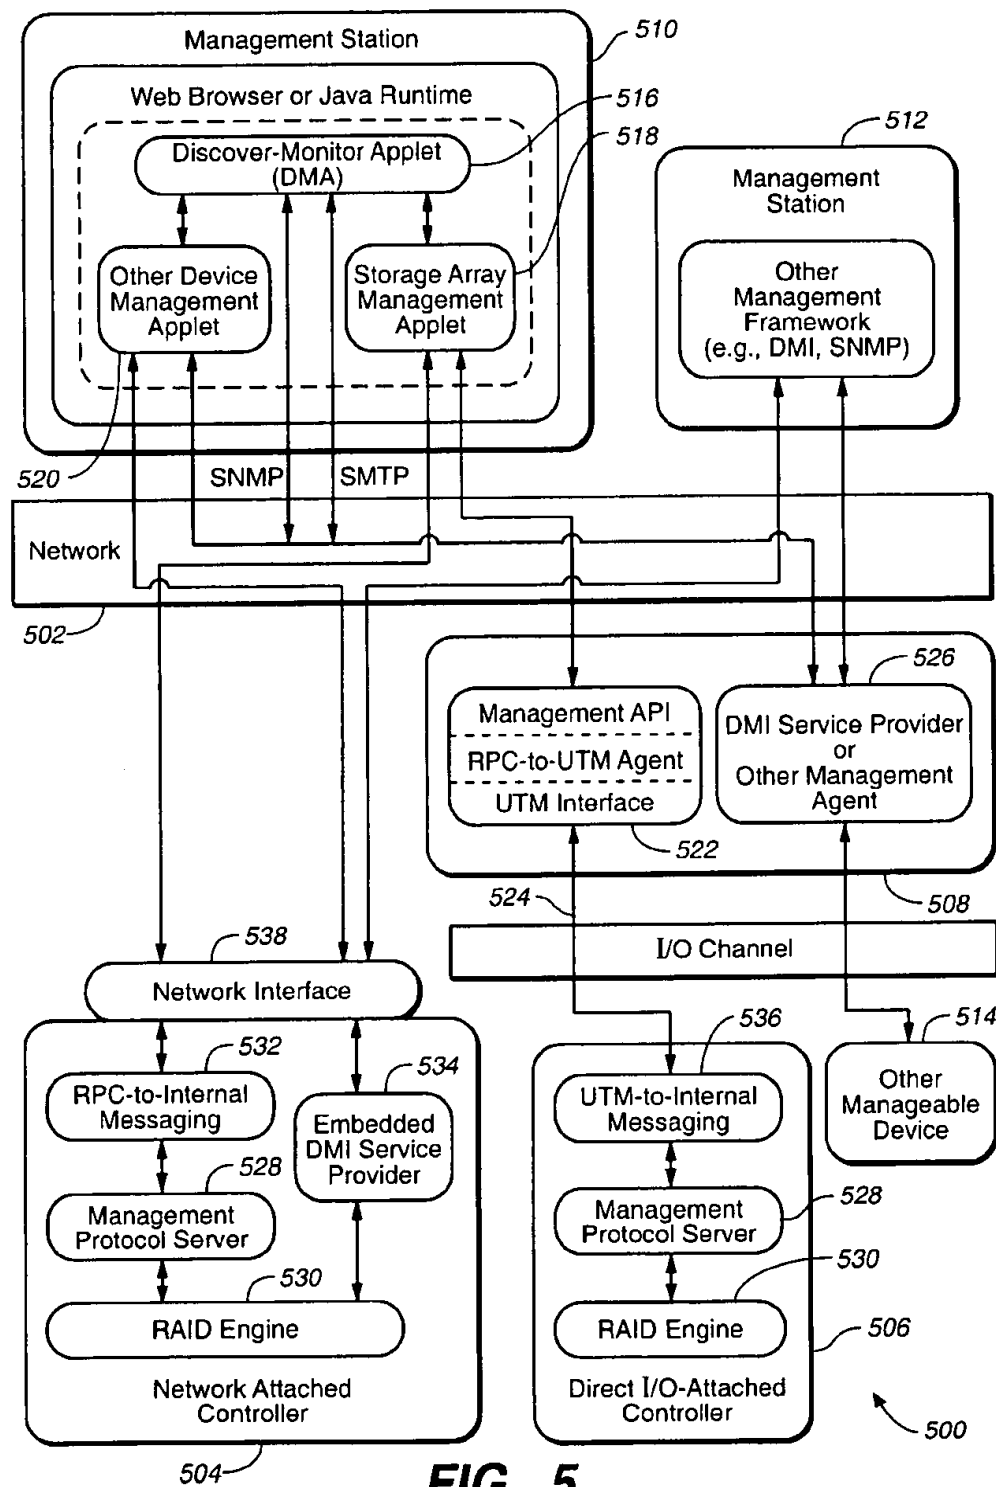 Management Station
510
Web Browser or Java Runtime
516
518
Discover-Monitor Applet
(DMA)
Other Device
Management
Applet
Storage Array
Management
Applet
520
SNMP
SMTP
512
Management
Station
Other
Management
Framework
(e.g., DMI, SNMP)
Network
502
526
Management API
RPC-to-UTM Agent
UTM Interface
DMI Service Provider
or
Other Management
Agent
522
524
508
I/O Channel
538
Network Interface
532
534
RPC-to-Internal
Messaging
Embedded
DMI Service
Provider
528
Management
Protocol Server
530
RAID Engine
Network Attached
Controller
504
536
514
UTM-to-Internal
Messaging
Other
Manageable
Device
Management
Protocol Server
528
530
RAID Engine
506
Direct I/O-Attached
Controller
500
FIG. 5